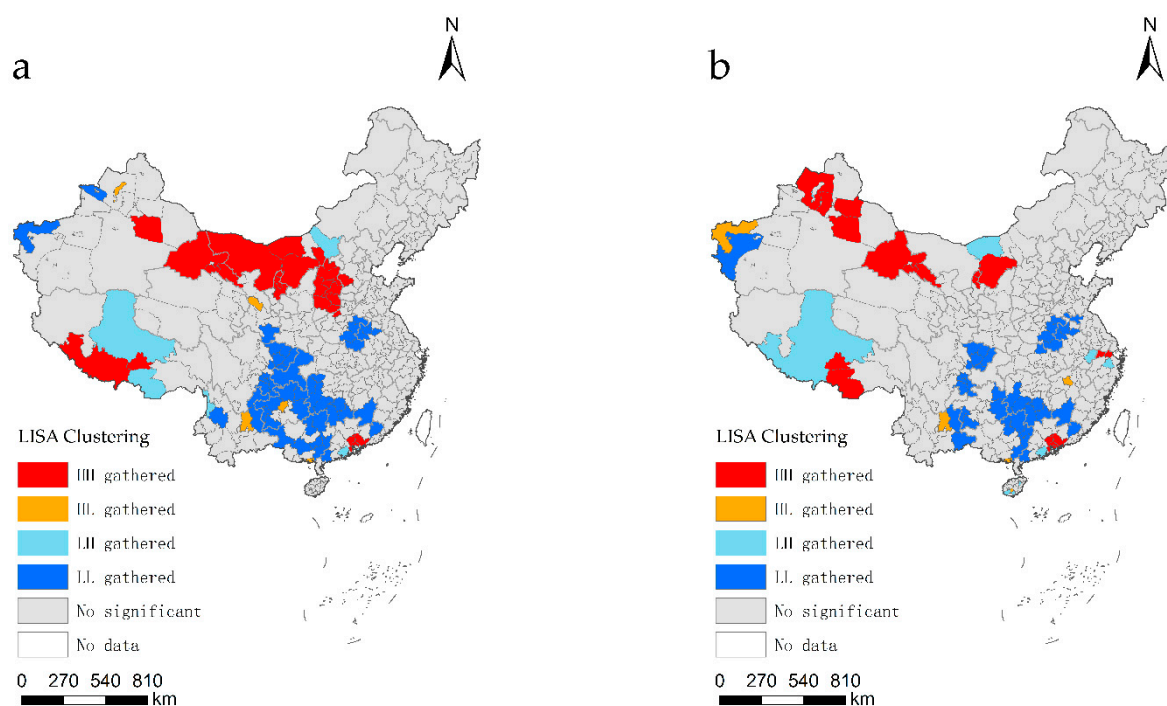 N
a
LISA Clustering
HH gathered
HL gathered
LH gathered
LL gathered
No significant
No data
0 270 540 810
km
N
b
LISA Clustering
HH gathered
HL gathered
LH gathered
LL gathered
No significant
No data
0 270 540 810
km